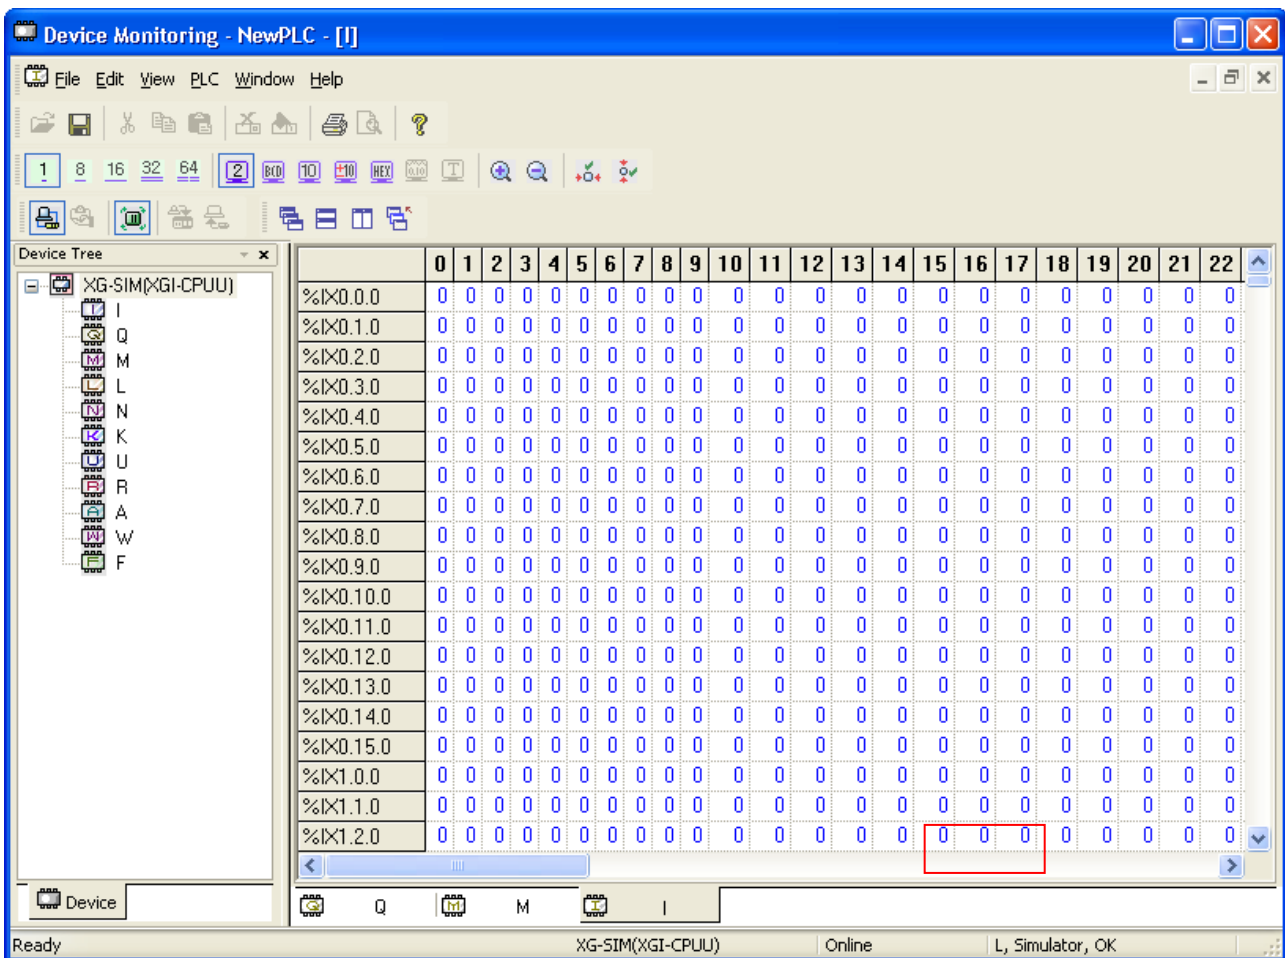 Device Monitoring - NewPLC - [I]
File Edit View PLC Window Help
1 8 16 32 64 2 BCD 10 ±10 HEX 0.10 T
Device Tree
XG-SIM(XGI-CPUU)
I
Q
M
L
N
K
U
R
A
W
F
Device
0 1 2 3 4 5 6 7 8 9 10 11 12 13 14 15 16 17 18 19 20 21 22
%IX0.0.0 0 0 0 0 0 0 0 0 0 0 0 0 0 0 0 0 0 0 0 0 0 0 0
%IX0.1.0 0 0 0 0 0 0 0 0 0 0 0 0 0 0 0 0 0 0 0 0 0 0 0
%IX0.2.0 0 0 0 0 0 0 0 0 0 0 0 0 0 0 0 0 0 0 0 0 0 0 0
%IX0.3.0 0 0 0 0 0 0 0 0 0 0 0 0 0 0 0 0 0 0 0 0 0 0 0
%IX0.4.0 0 0 0 0 0 0 0 0 0 0 0 0 0 0 0 0 0 0 0 0 0 0 0
%IX0.5.0 0 0 0 0 0 0 0 0 0 0 0 0 0 0 0 0 0 0 0 0 0 0 0
%IX0.6.0 0 0 0 0 0 0 0 0 0 0 0 0 0 0 0 0 0 0 0 0 0 0 0
%IX0.7.0 0 0 0 0 0 0 0 0 0 0 0 0 0 0 0 0 0 0 0 0 0 0 0
%IX0.8.0 0 0 0 0 0 0 0 0 0 0 0 0 0 0 0 0 0 0 0 0 0 0 0
%IX0.9.0 0 0 0 0 0 0 0 0 0 0 0 0 0 0 0 0 0 0 0 0 0 0 0
%IX0.10.0 0 0 0 0 0 0 0 0 0 0 0 0 0 0 0 0 0 0 0 0 0 0 0
%IX0.11.0 0 0 0 0 0 0 0 0 0 0 0 0 0 0 0 0 0 0 0 0 0 0 0
%IX0.12.0 0 0 0 0 0 0 0 0 0 0 0 0 0 0 0 0 0 0 0 0 0 0 0
%IX0.13.0 0 0 0 0 0 0 0 0 0 0 0 0 0 0 0 0 0 0 0 0 0 0 0
%IX0.14.0 0 0 0 0 0 0 0 0 0 0 0 0 0 0 0 0 0 0 0 0 0 0 0
%IX0.15.0 0 0 0 0 0 0 0 0 0 0 0 0 0 0 0 0 0 0 0 0 0 0 0
%IX1.0.0 0 0 0 0 0 0 0 0 0 0 0 0 0 0 0 0 0 0 0 0 0 0 0
%IX1.1.0 0 0 0 0 0 0 0 0 0 0 0 0 0 0 0 0 0 0 0 0 0 0 0
%IX1.2.0 0 0 0 0 0 0 0 0 0 0 0 0 0 0 0 0 0 0 0 0 0 0 0
Q M I
Ready XG-SIM(XGI-CPUU) Online L, Simulator, OK